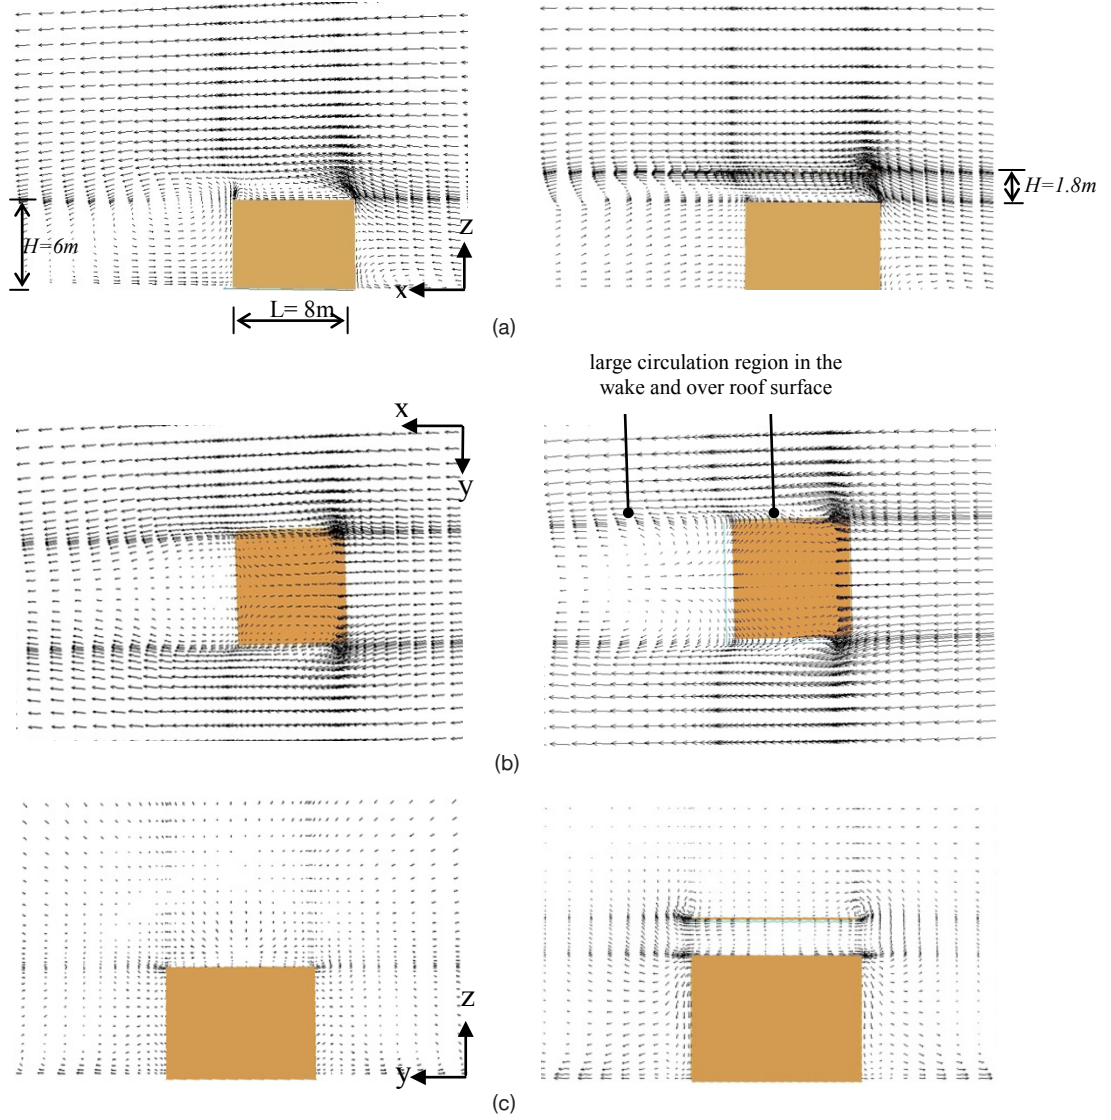 H=6m
z
x
L= 8m
H=1.8m
(a)
large circulation region in the
wake and over roof surface
x
y
(b)
z
y
(c)